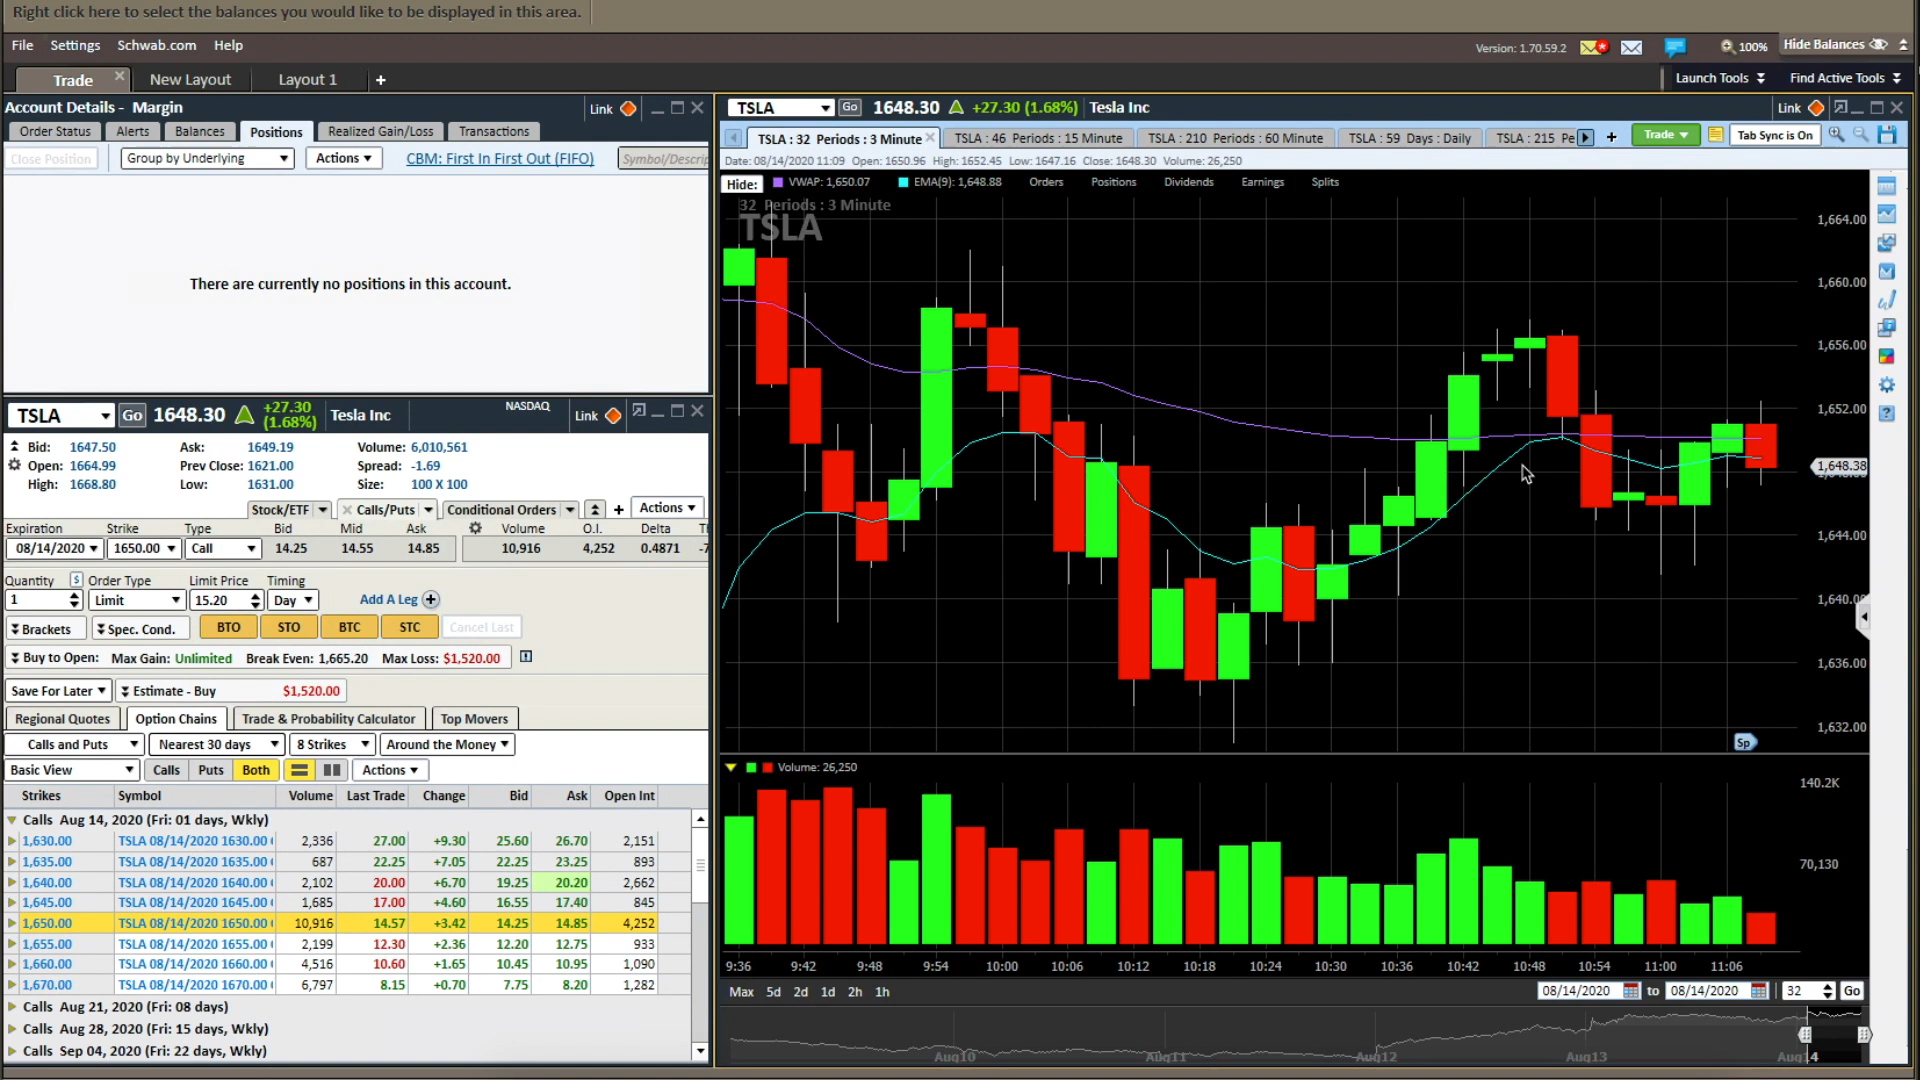 Right click here to select the balances you would like to be displayed in this area.
File Settings Schwab.com Help
Version: 1.70.59.2 100% Hide Balances
Trade New Layout Layout 1 +
Launch Tools Find Active Tools
Account Details - Margin Link
Order Status Alerts Balances Positions Realized Gain/Loss Transactions
Close Position Group by Underlying Actions CBM: First In First Out (FIFO) Symbol/Descrip
There are currently no positions in this account.
TSLA Go 1648.30 +27.30 (1.68%) Tesla Inc NASDAQ Link
Bid: 1647.50 Ask: 1649.19 Volume: 6,010,561
Open: 1664.99 Prev Close: 1621.00 Spread: -1.69
High: 1668.80 Low: 1631.00 Size: 100 X 100
Stock/ETF Calls/Puts Conditional Orders + Actions
Expiration Strike Type Bid Mid Ask Volume O.I. Delta
08/14/2020 1650.00 Call 14.25 14.55 14.85 10,916 4,252 0.4871 -7
Quantity $ Order Type Limit Price Timing
1 Limit 15.20 Day Add A Leg
Brackets Spec. Cond. BTO STO BTC STC Cancel Last
Buy to Open: Max Gain: Unlimited Break Even: 1,665.20 Max Loss: $1,520.00
Save For Later Estimate - Buy $1,520.00
Regional Quotes Option Chains Trade & Probability Calculator Top Movers
Calls and Puts Nearest 30 days 8 Strikes Around the Money
Basic View Calls Puts Both Actions
Strikes Symbol Volume Last Trade Change Bid Ask Open Int
Calls Aug 14, 2020 (Fri: 01 days, Wkly)
1,630.00 TSLA 08/14/2020 1630.00 2,336 27.00 +9.30 25.60 26.70 2,151
1,635.00 TSLA 08/14/2020 1635.00 687 22.25 +7.05 22.25 23.25 893
1,640.00 TSLA 08/14/2020 1640.00 2,102 20.00 +6.70 19.25 20.20 2,662
1,645.00 TSLA 08/14/2020 1645.00 1,685 17.00 +4.60 16.55 17.40 845
1,650.00 TSLA 08/14/2020 1650.00 10,916 14.57 +3.42 14.25 14.85 4,252
1,655.00 TSLA 08/14/2020 1655.00 2,199 12.30 +2.36 12.20 12.75 933
1,660.00 TSLA 08/14/2020 1660.00 4,516 10.60 +1.65 10.45 10.95 1,090
1,670.00 TSLA 08/14/2020 1670.00 6,797 8.15 +0.70 7.75 8.20 1,282
Calls Aug 21, 2020 (Fri: 08 days)
Calls Aug 28, 2020 (Fri: 15 days, Wkly)
Calls Sep 04, 2020 (Fri: 22 days, Wkly)
TSLA Go 1648.30 +27.30 (1.68%) Tesla Inc Link
TSLA : 32 Periods : 3 Minute TSLA : 46 Periods : 15 Minute TSLA : 210 Periods : 60 Minute TSLA : 59 Days : Daily TSLA : 215 Pe + Trade Tab Sync is On
Date: 08/14/2020 11:09 Open: 1650.96 High: 1652.45 Low: 1647.16 Close: 1648.30 Volume: 26,250
Hide: VWAP: 1,650.07 EMA(9): 1,648.88 Orders Positions Dividends Earnings Splits
32 Periods : 3 Minute
TSLA
1,664.00
1,660.00
1,656.00
1,652.00
1,648.38
1,644.00
1,640.00
1,636.00
1,632.00
Sp
Volume: 26,250
140.2K
70,130
9:36 9:42 9:48 9:54 10:00 10:06 10:12 10:18 10:24 10:30 10:36 10:42 10:48 10:54 11:00 11:06
Max 5d 2d 1d 2h 1h 08/14/2020 to 08/14/2020 32 Go
Aug10 Aug11 Aug12 Aug13 Aug14